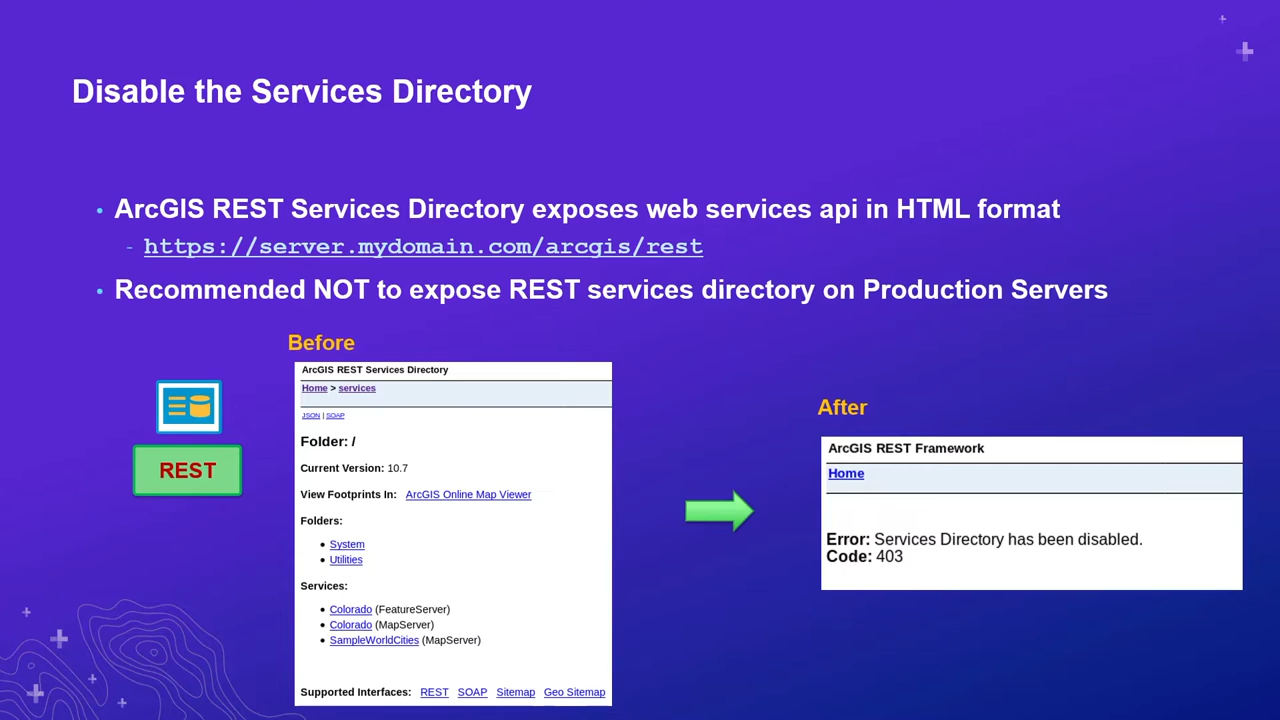 Disable the Services Directory
• ArcGIS REST Services Directory exposes web services api in HTML format
- https://server.mydomain.com/arcgis/rest
• Recommended NOT to expose REST services directory on Production Servers
Before
ArcGIS REST Services Directory
Home > services
JSON | SOAP
Folder: /
Current Version: 10.7
View Footprints In: ArcGIS Online Map Viewer
Folders:
• System
• Utilities
Services:
• Colorado (FeatureServer)
• Colorado (MapServer)
• SampleWorldCities (MapServer)
Supported Interfaces: REST SOAP Sitemap Geo Sitemap
REST
After
ArcGIS REST Framework
Home
Error: Services Directory has been disabled.
Code: 403